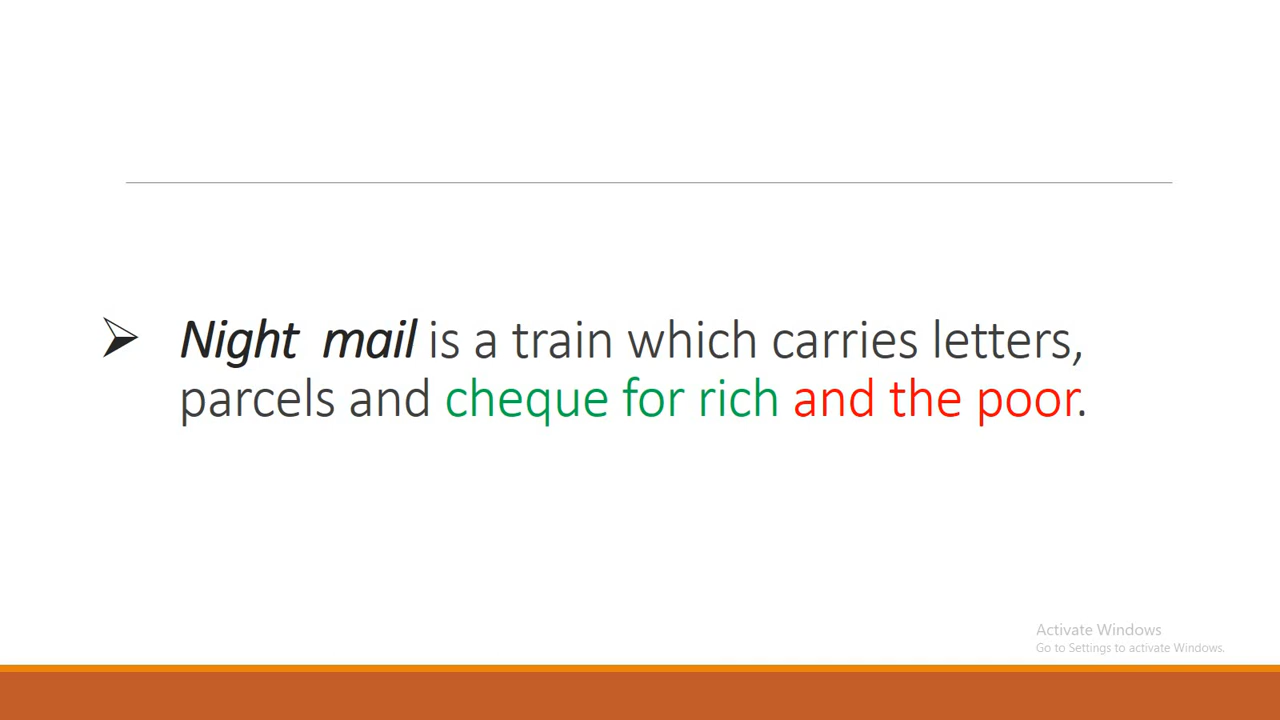 Night mail is a train which carries letters,
parcels and cheque for rich and the poor.
Activate Windows
Go to Settings to activate Windows.